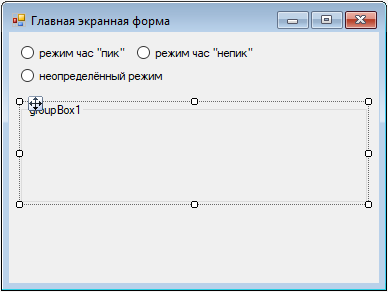 Главная экранная форма
режим час "пик" режим час "непик"
неопределённый режим
groupBox1